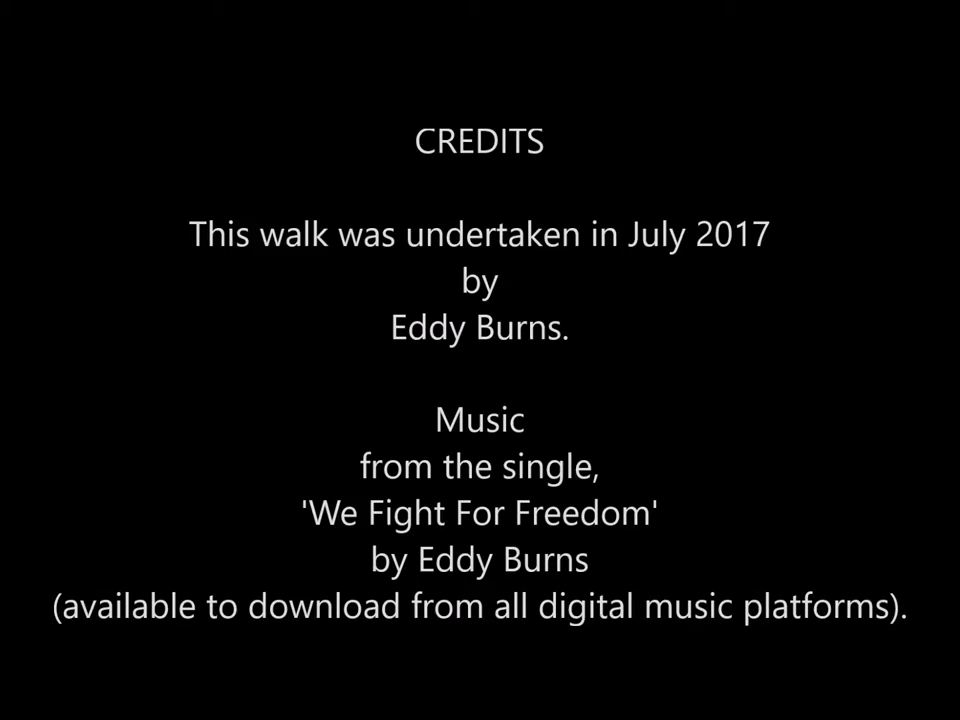 CREDITS
This walk was undertaken in July 2017
by
Eddy Burns.
Music
from the single,
'We Fight For Freedom'
by Eddy Burns
(available to download from all digital music platforms).